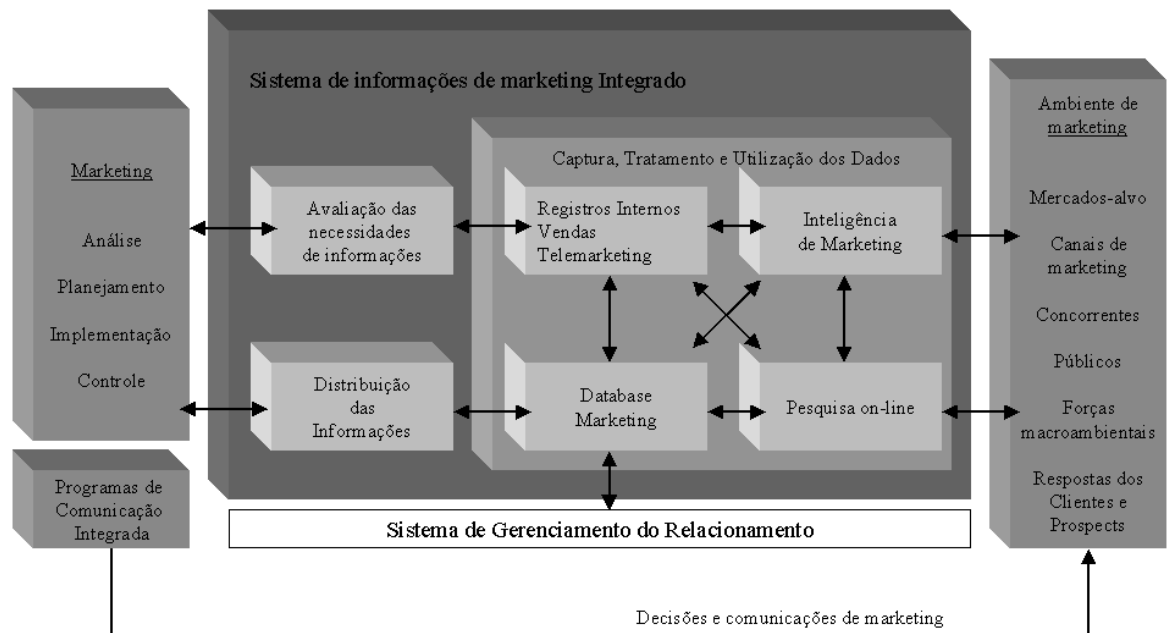 Sistema de informações de marketing Integrado
Marketing
Análise
Planejamento
Implementação
Controle
Programas de
Comunicação
Integrada
Avaliação das
necessidades
de informações
Distribuição
das
Informações
Captura, Tratamento e Utilização dos Dados
Registros Internos
Vendas
Telemarketing
Inteligência
de Marketing
Database
Marketing
Pesquisa on-line
Sistema de Gerenciamento do Relacionamento
Ambiente de
marketing
Mercados-alvo
Canais de
marketing
Concorrentes
Públicos
Forças
macroambientais
Respostas dos
Clientes e
Prospects
Decisões e comunicações de marketing